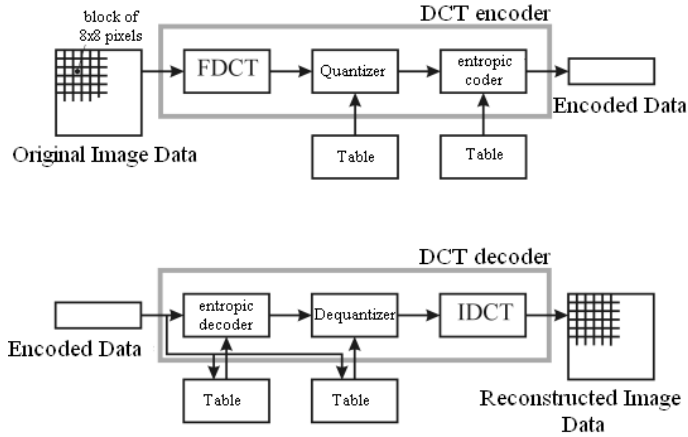 block of
8x8 pixels
DCT encoder
FDCT
Quantizer
entropic
coder
Encoded Data
Original Image Data
Table
Table
DCT decoder
entropic
decoder
Dequantizer
IDCT
Encoded Data
Table
Table
Reconstructed Image
Data